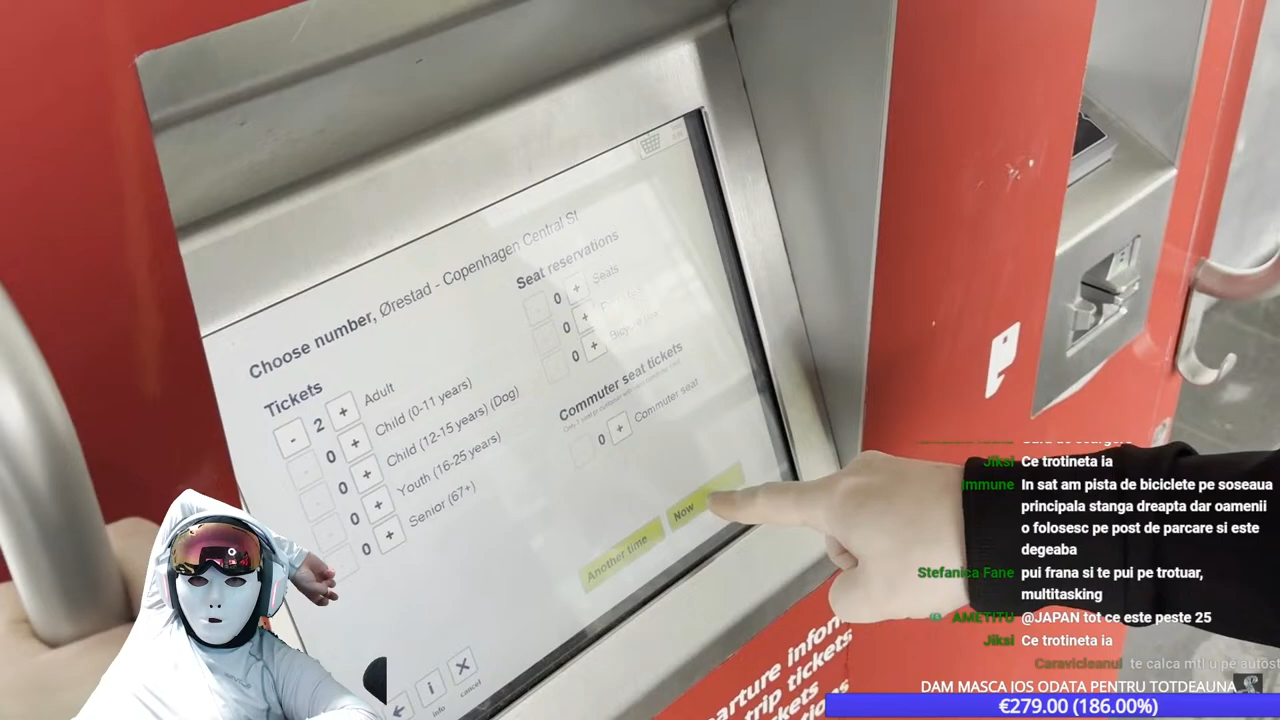 Choose number, Ørestad - Copenhagen Central St
Tickets
- 2 + Adult
0 + Child (0-11 years)
0 + Child (12-15 years) (Dog)
0 + Youth (16-25 years)
0 + Senior (67+)
Seat reservations
0 + Seats
0 +
0 + Bicycle
Commuter seat tickets
0 + Commuter seat
Another time
Now
info
cancel
parture infor
trip tickets
kets
Jiksi Ce trotineta ia
immune In sat am pista de biciclete pe soseaua
principala stanga dreapta dar oamenii
o folosesc pe post de parcare si este
degeaba
Stefanica Fane pui frana si te pui pe trotuar,
multitasking
AMETITU @JAPAN tot ce este peste 25
Jiksi Ce trotineta ia
Caravicleanul te calca mtl u pe autost
DAM MASCA JOS ODATA PENTRU TOTDEAUNA
€279.00 (186.00%)